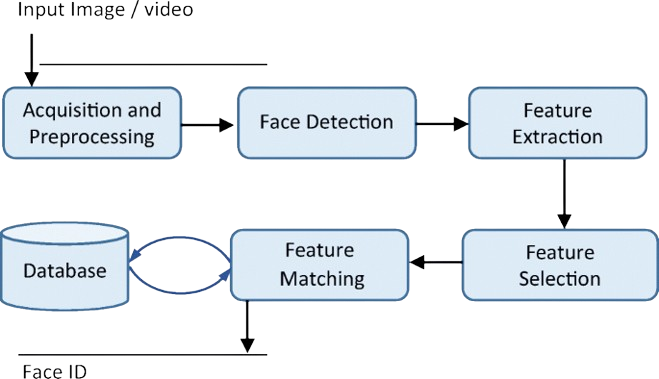 Input Image / video
Acquisition and
Preprocessing
Face Detection
Feature
Extraction
Database
Feature
Matching
Feature
Selection
Face ID